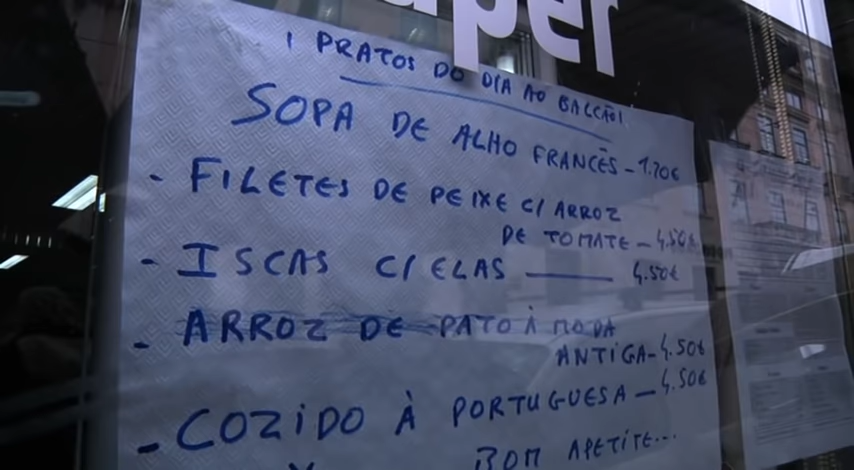 uper
! PRATOS DO DIA AO BALCÃO!
SOPA DE ALHO FRANCÊS - 1.20€
- FILETES DE PEIXE C/ ARROZ
DE TOMATE - 4.50€
- ISCAS C/ ELAS — 4.50€
- ARROZ DE PATO À MODA
ANTIGA - 4.50€
- COZIDO À PORTUGUESA - 4.50€
BOM APETITE...